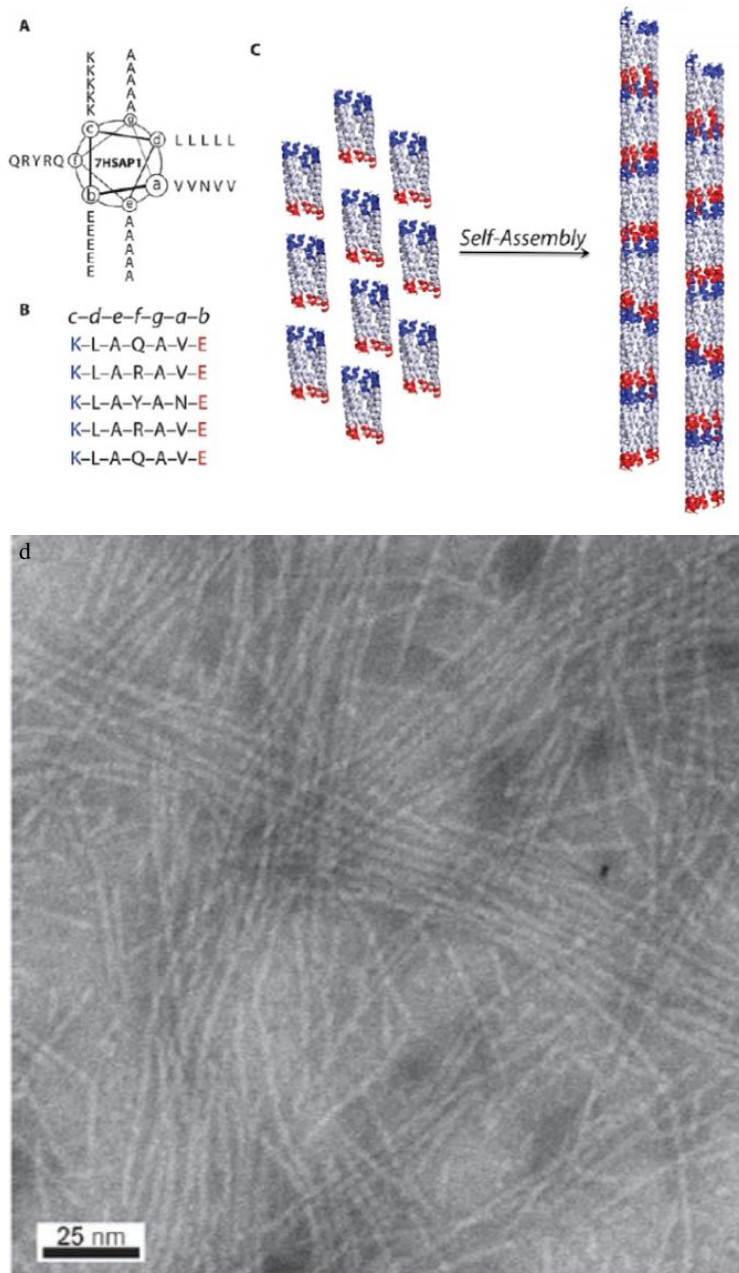 A
C
K
K
K
K
K
A
A
A
A
A
g
c
d
L L L L L
QRYRQ
f
7HSAP1
b
a
V V N V V
e
E
E
E
E
E
A
A
A
A
A
Self-Assembly
B
c–d–e–f–g–a–b
K–L–A–Q–A–V–E
K–L–A–R–A–V–E
K–L–A–Y–A–N–E
K–L–A–R–A–V–E
K–L–A–Q–A–V–E
d
25 nm